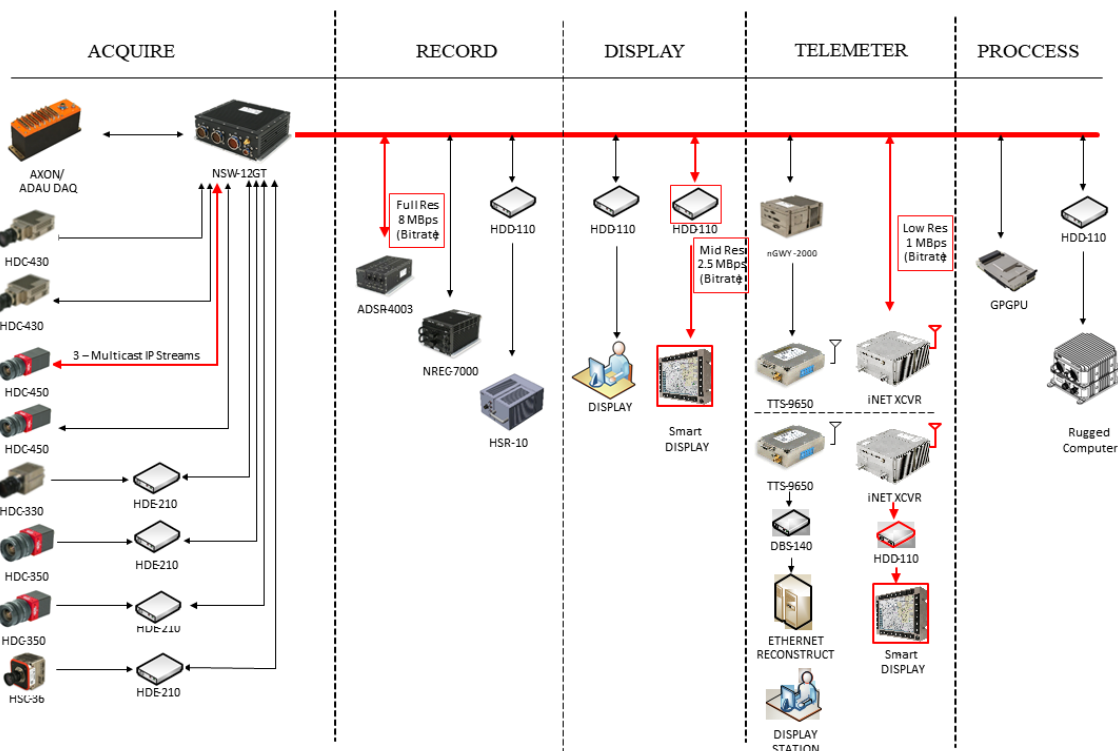 ACQUIRE
RECORD
DISPLAY
TELEMETER
PROCCESS
AXON/
ADAU DAQ
NSW-12GT
HDC-430
HDC-430
3 – Multicast IP Streams
HDC-450
HDC-450
HDC-330
HDE-210
HDC-350
HDE-210
HDC-350
HDE-210
HSC-36
HDE-210
Full Res
8 MBps
(Bitrate)
ADSR-4003
NREC-7000
HDD-110
HSR-10
HDD-110
DISPLAY
HDD-110
Mid Res
2.5 MBps
(Bitrate)
Smart
DISPLAY
nGWY-2000
Low Res
1 MBps
(Bitrate)
TTS-9650
iNET XCVR
TTS-9650
iNET XCVR
DBS-140
HDD-110
ETHERNET
RECONSTRUCT
Smart
DISPLAY
DISPLAY
STATION
GPGPU
HDD-110
Rugged
Computer